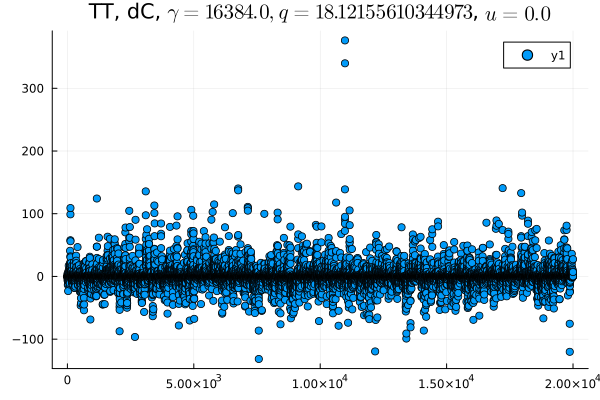 TT, dC, γ = 16384.0, q = 18.12155610344973, u = 0.0
y1
300
200
100
0
−100
0 5.00×10³ 1.00×10⁴ 1.50×10⁴ 2.00×10⁴